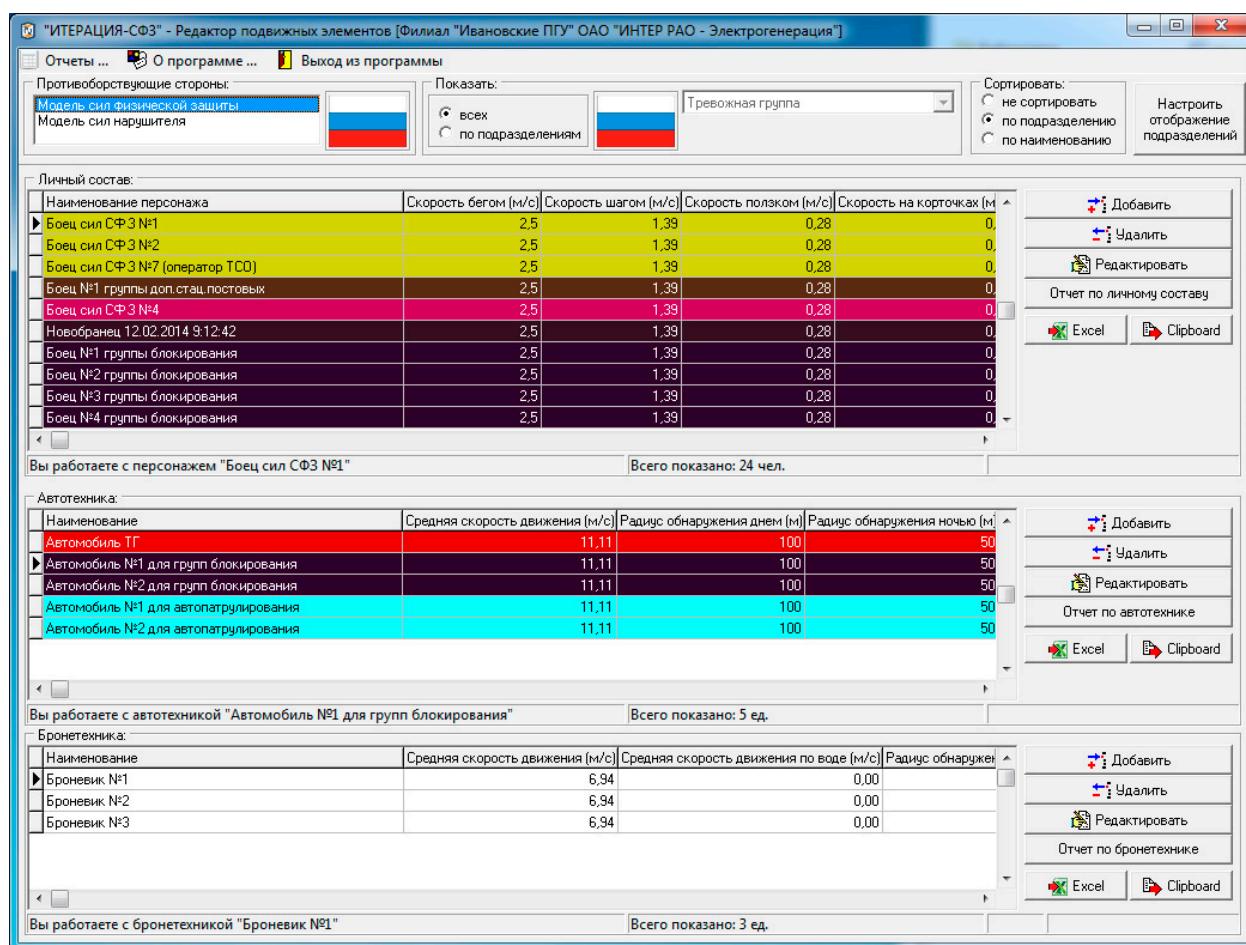 "ИТЕРАЦИЯ-СФЗ" - Редактор подвижных элементов [Филиал "Ивановские ПГУ" ОАО "ИНТЕР РАО - Электрогенерация"]
Отчеты ... О программе ... Выход из программы
Противоборствующие стороны:
Модель сил физической защиты
Модель сил нарушителя
Показать:
всех
по подразделениям
Тревожная группа
Сортировать:
не сортировать
по подразделению
по наименованию
Настроить
отображение
подразделений
Личный состав:
Наименование персонажа Скорость бегом (м/с) Скорость шагом (м/с) Скорость ползком (м/с) Скорость на корточках (м
Боец сил СФЗ №1 2,5 1,39 0,28 0,
Боец сил СФЗ №2 2,5 1,39 0,28 0,
Боец сил СФЗ №7 (оператор ТСО) 2,5 1,39 0,28 0,
Боец №1 группы доп.стац.постовых 2,5 1,39 0,28 0,
Боец сил СФЗ №4 2,5 1,39 0,28 0,
Новобранец 12.02.2014 9:12:42 2,5 1,39 0,28 0,
Боец №1 группы блокирования 2,5 1,39 0,28 0,
Боец №2 группы блокирования 2,5 1,39 0,28 0,
Боец №3 группы блокирования 2,5 1,39 0,28 0,
Боец №4 группы блокирования 2,5 1,39 0,28 0,
Добавить
Удалить
Редактировать
Отчет по личному составу
Excel Clipboard
Вы работаете с персонажем "Боец сил СФЗ №1" Всего показано: 24 чел.
Автотехника:
Наименование Средняя скорость движения (м/с) Радиус обнаружения днем (м) Радиус обнаружения ночью (м)
Автомобиль ТГ 11,11 100 50
Автомобиль №1 для групп блокирования 11,11 100 50
Автомобиль №2 для групп блокирования 11,11 100 50
Автомобиль №1 для автопатрулирования 11,11 100 50
Автомобиль №2 для автопатрулирования 11,11 100 50
Добавить
Удалить
Редактировать
Отчет по автотехнике
Excel Clipboard
Вы работаете с автотехникой "Автомобиль №1 для групп блокирования" Всего показано: 5 ед.
Бронетехника:
Наименование Средняя скорость движения (м/с) Средняя скорость движения по воде (м/с) Радиус обнаружен
Броневик №1 6,94 0,00
Броневик №2 6,94 0,00
Броневик №3 6,94 0,00
Добавить
Удалить
Редактировать
Отчет по бронетехнике
Excel Clipboard
Вы работаете с бронетехникой "Броневик №1" Всего показано: 3 ед.